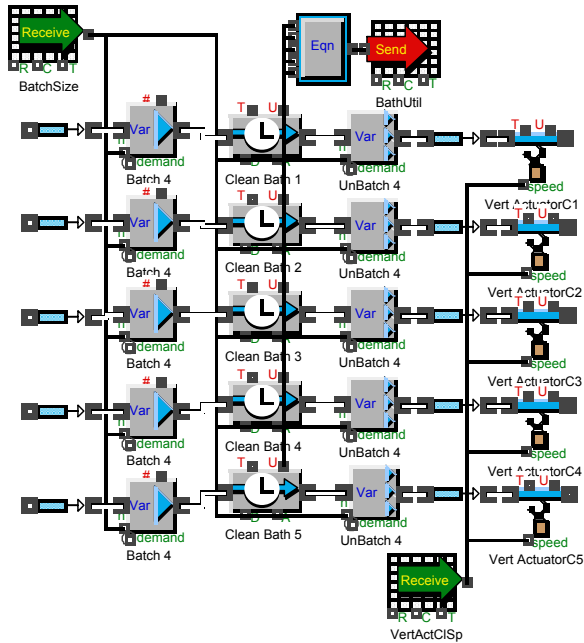 Receive
Eqn
Send
R C T
BatchSize
R C T
BathUtil
#
Var
demand
Batch 4
T U
Clean Bath 1
Var
demand
UnBatch 4
T U
speed
Vert ActuatorC1
#
Var
n
demand
Batch 4
T U
Clean Bath 2
Var
demand
UnBatch 4
T U
speed
Vert ActuatorC2
#
Var
n
demand
Batch 4
T U
Clean Bath 3
Var
demand
UnBatch 4
T U
speed
Vert ActuatorC3
#
Var
n
demand
Batch 4
T U
Clean Bath 4
Var
demand
UnBatch 4
T U
speed
Vert ActuatorC4
#
Var
n
demand
Batch 4
T U
Clean Bath 5
Var
demand
UnBatch 4
T U
speed
Vert ActuatorC5
Receive
R C T
VertActClSp